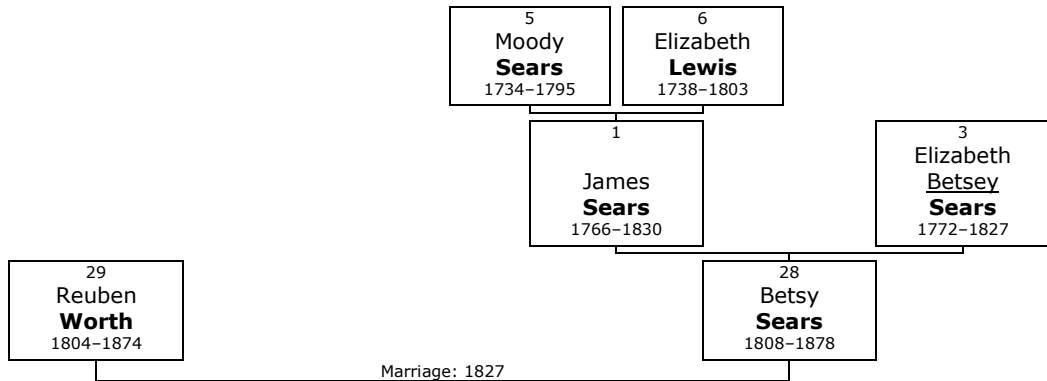 5
Moody
Sears
1734–1795
6
Elizabeth
Lewis
1738–1803
1
James
Sears
1766–1830
3
Elizabeth
Betsey
Sears
1772–1827
29
Reuben
Worth
1804–1874
28
Betsy
Sears
1808–1878
Marriage: 1827